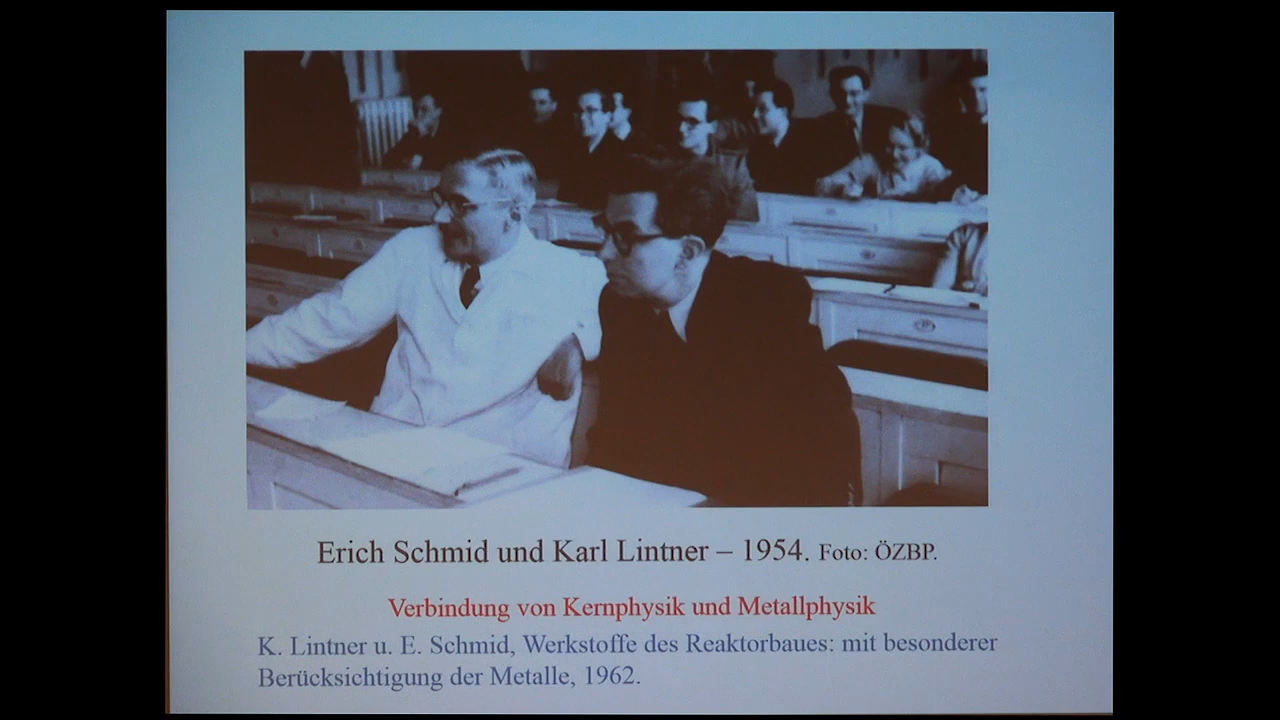 Erich Schmid und Karl Lintner – 1954. Foto: ÖZBP.
Verbindung von Kernphysik und Metallphysik
K. Lintner u. E. Schmid, Werkstoffe des Reaktorbaues: mit besonderer
Berücksichtigung der Metalle, 1962.